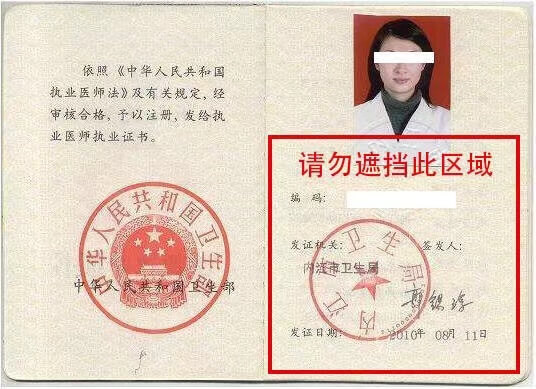 依照《中华人民共和国
执业医师法》及有关规定，经
审核合格，予以注册，发给执
业医师执业证书。
中华人民共和国卫生部
中华人民共和国卫生部
请勿遮挡此区域
编 码：
发证机关：
签发人：
内江市卫生局
内江市卫生局
发证日期：2010年 08月 11日